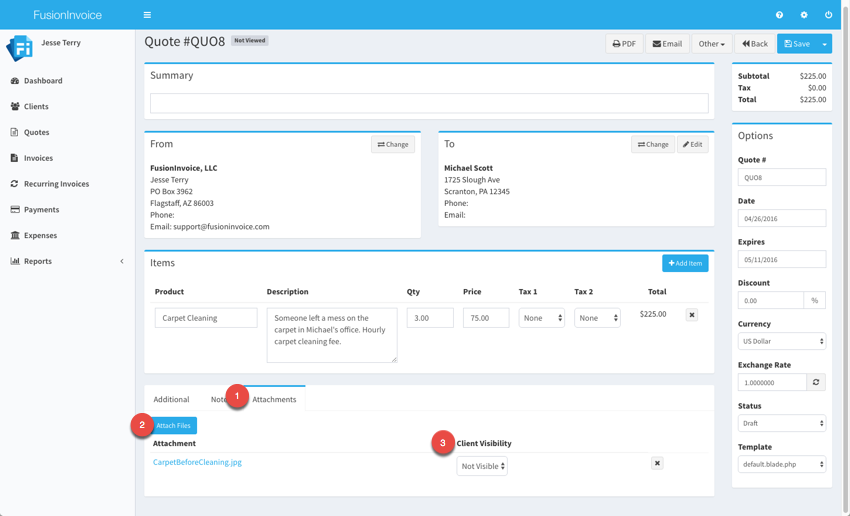 FusionInvoice
Jesse Terry
Dashboard
Clients
Quotes
Invoices
Recurring Invoices
Payments
Expenses
Reports
Quote #QUO8 Not Viewed
PDF Email Other Back Save
Summary
From Change
FusionInvoice, LLC
Jesse Terry
PO Box 3962
Flagstaff, AZ 86003
Phone:
Email: support@fusioninvoice.com
To Change Edit
Michael Scott
1725 Slough Ave
Scranton, PA 12345
Phone:
Email:
Items Add Item
Product Description Qty Price Tax 1 Tax 2 Total
Carpet Cleaning
Someone left a mess on the
carpet in Michael's office. Hourly
carpet cleaning fee.
3.00 75.00 None None $225.00
Additional Note 1 Attachments
2 Attach Files
Attachment 3 Client Visibility
CarpetBeforeCleaning.jpg Not Visible
Subtotal $225.00
Tax $0.00
Total $225.00
Options
Quote #
QUO8
Date
04/26/2016
Expires
05/11/2016
Discount
0.00 %
Currency
US Dollar
Exchange Rate
1.0000000
Status
Draft
Template
default.blade.php